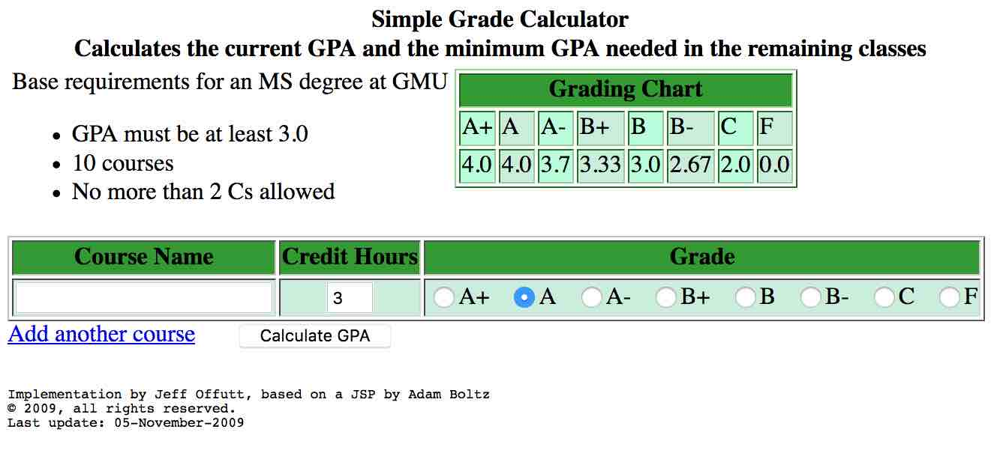 Simple Grade Calculator
Calculates the current GPA and the minimum GPA needed in the remaining classes
Base requirements for an MS degree at GMU
• GPA must be at least 3.0
• 10 courses
• No more than 2 Cs allowed
Grading Chart
A+ A A- B+ B B- C F
4.0 4.0 3.7 3.33 3.0 2.67 2.0 0.0
Course Name Credit Hours Grade
3 A+ A A- B+ B B- C F
Add another course Calculate GPA
Implementation by Jeff Offutt, based on a JSP by Adam Boltz
© 2009, all rights reserved.
Last update: 05-November-2009